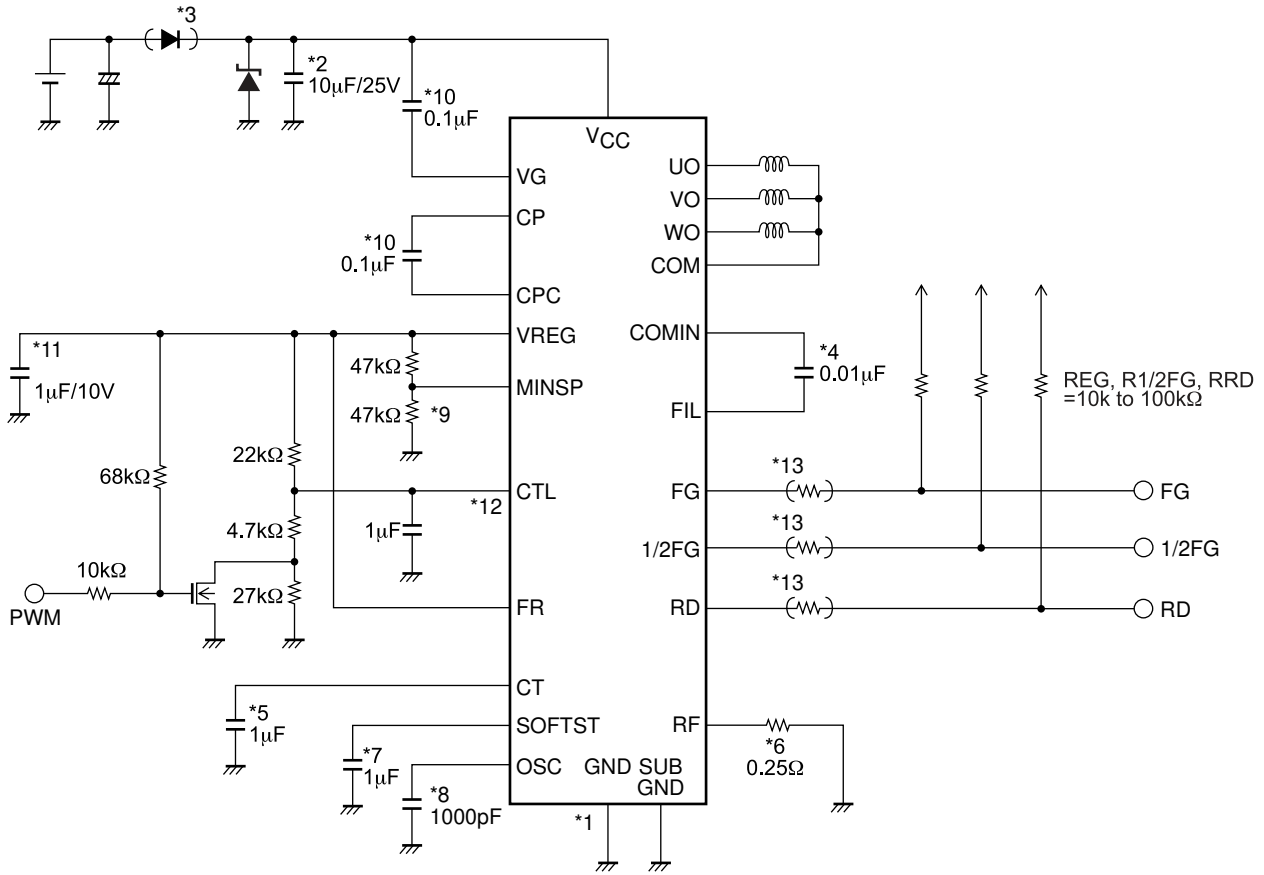 *3
*2
10μF/25V
*10
0.1μF
VCC
UO
VG
VO
CP
WO
*10
0.1μF
COM
CPC
VREG
COMIN
*11
1μF/10V
47kΩ
*4
0.01μF
MINSP
REG, R1/2FG, RRD
=10k to 100kΩ
47kΩ
*9
FIL
22kΩ
68kΩ
*13
CTL
FG
FG
*12
4.7kΩ
1μF
*13
1/2FG
1/2FG
10kΩ
27kΩ
*13
PWM
FR
RD
RD
CT
*5
1μF
SOFTST
RF
*7
1μF
*6
0.25Ω
OSC
GND
SUB
GND
*8
1000pF
*1